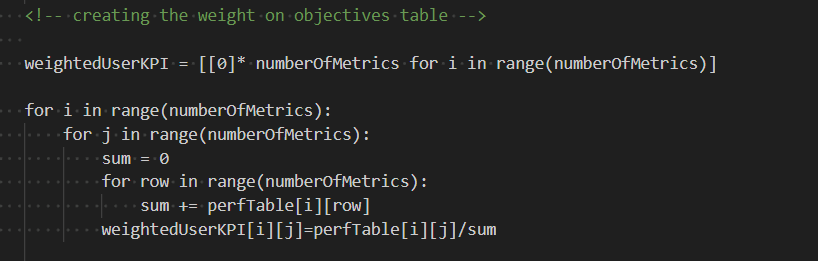 <!-- creating the weight on objectives table -->
weightedUserKPI = [[0]* numberOfMetrics for i in range(numberOfMetrics)]
for i in range(numberOfMetrics):
for j in range(numberOfMetrics):
sum = 0
for row in range(numberOfMetrics):
sum += perfTable[i][row]
weightedUserKPI[i][j]=perfTable[i][j]/sum